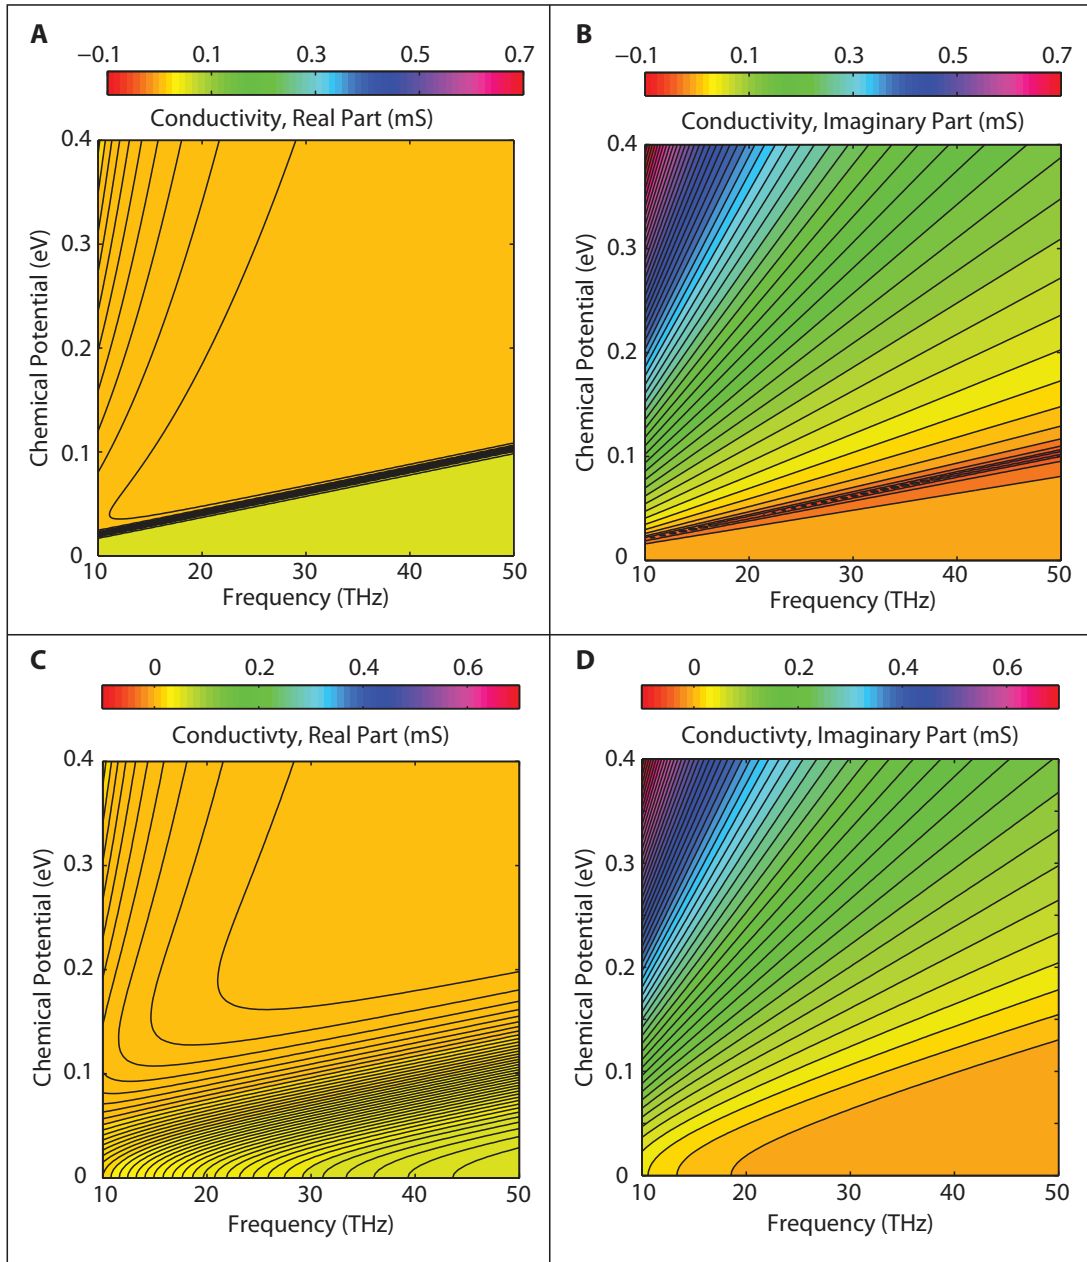 A
−0.1 0.1 0.3 0.5 0.7
Conductivity, Real Part (mS)
0.4
0.3
0.2
0.1
0
Chemical Potential (eV)
10 20 30 40 50
Frequency (THz)
B
−0.1 0.1 0.3 0.5 0.7
Conductivity, Imaginary Part (mS)
0.4
0.3
0.2
0.1
0
Chemical Potential (eV)
10 20 30 40 50
Frequency (THz)
C
0 0.2 0.4 0.6
Conductivty, Real Part (mS)
0.4
0.3
0.2
0.1
0
Chemical Potential (eV)
10 20 30 40 50
Frequency (THz)
D
0 0.2 0.4 0.6
Conductivty, Imaginary Part (mS)
0.4
0.3
0.2
0.1
0
Chemical Potential (eV)
10 20 30 40 50
Frequency (THz)